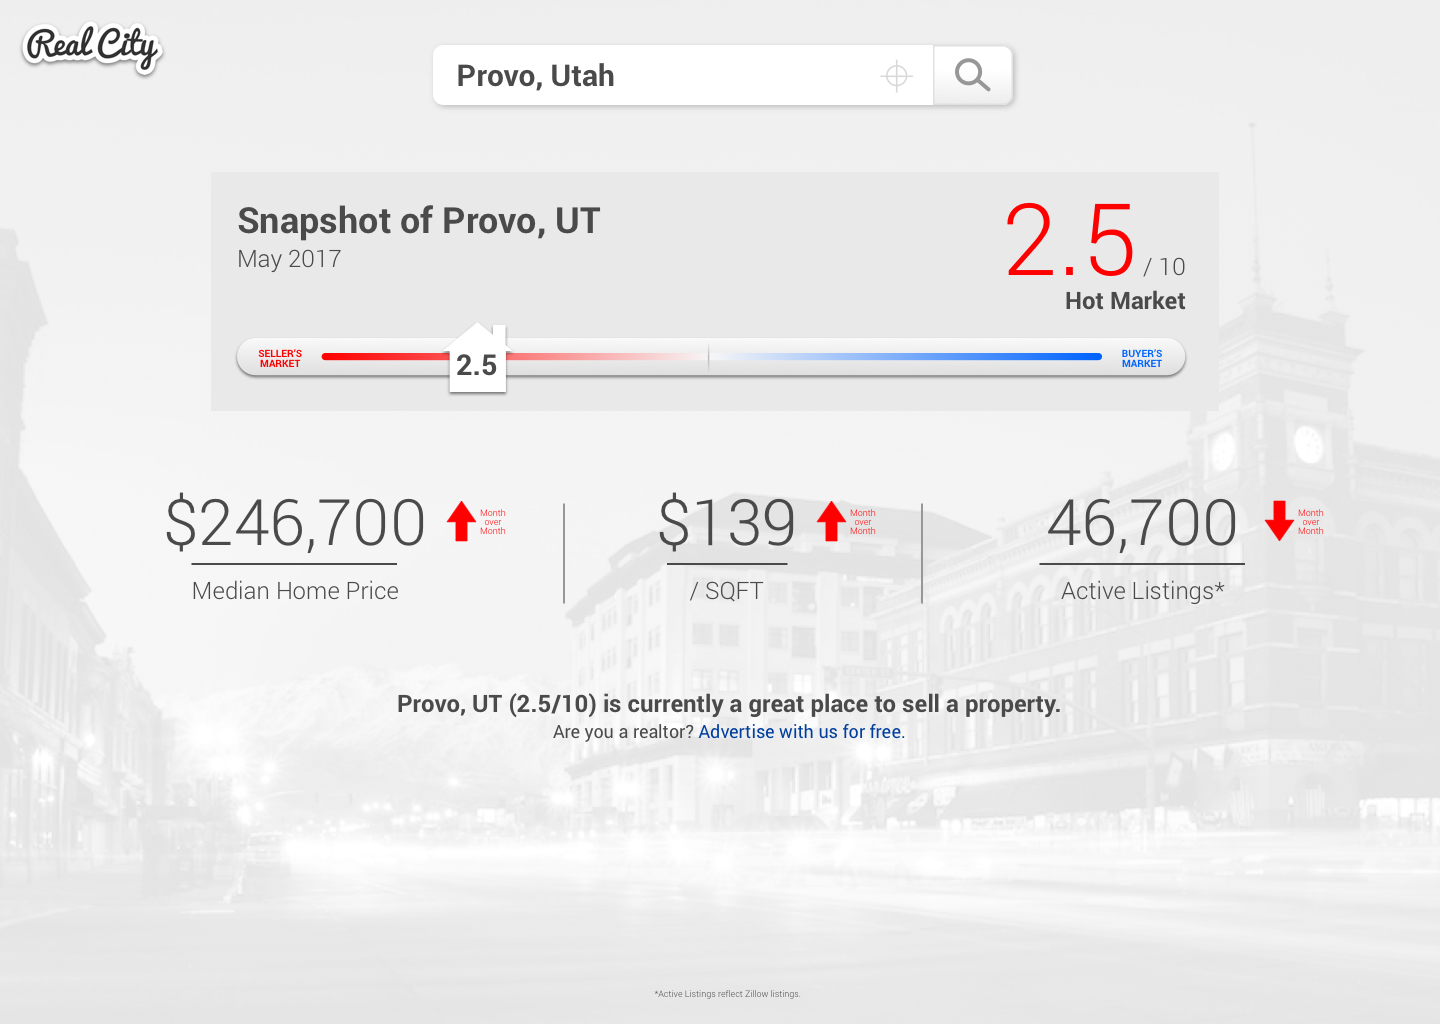 Real City
Provo, Utah
Snapshot of Provo, UT
May 2017
2.5 / 10
Hot Market
SELLER'S
MARKET
2.5
BUYER'S
MARKET
$246,700
Month
over
Month
Median Home Price
$139
Month
over
Month
/ SQFT
46,700
Month
over
Month
Active Listings*
Provo, UT (2.5/10) is currently a great place to sell a property.
Are you a realtor? Advertise with us for free.
*Active Listings reflect Zillow listings.